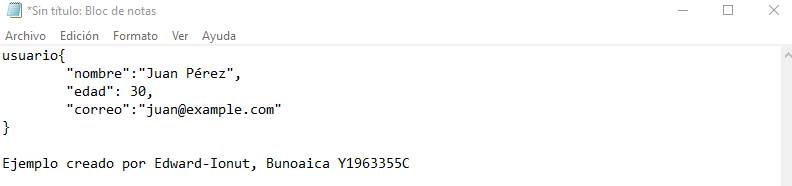 *Sin título: Bloc de notas
Archivo Edición Formato Ver Ayuda
usuario{
"nombre":"Juan Pérez",
"edad": 30,
"correo":"juan@example.com"
}
Ejemplo creado por Edward-Ionut, Bunoaica Y1963355C